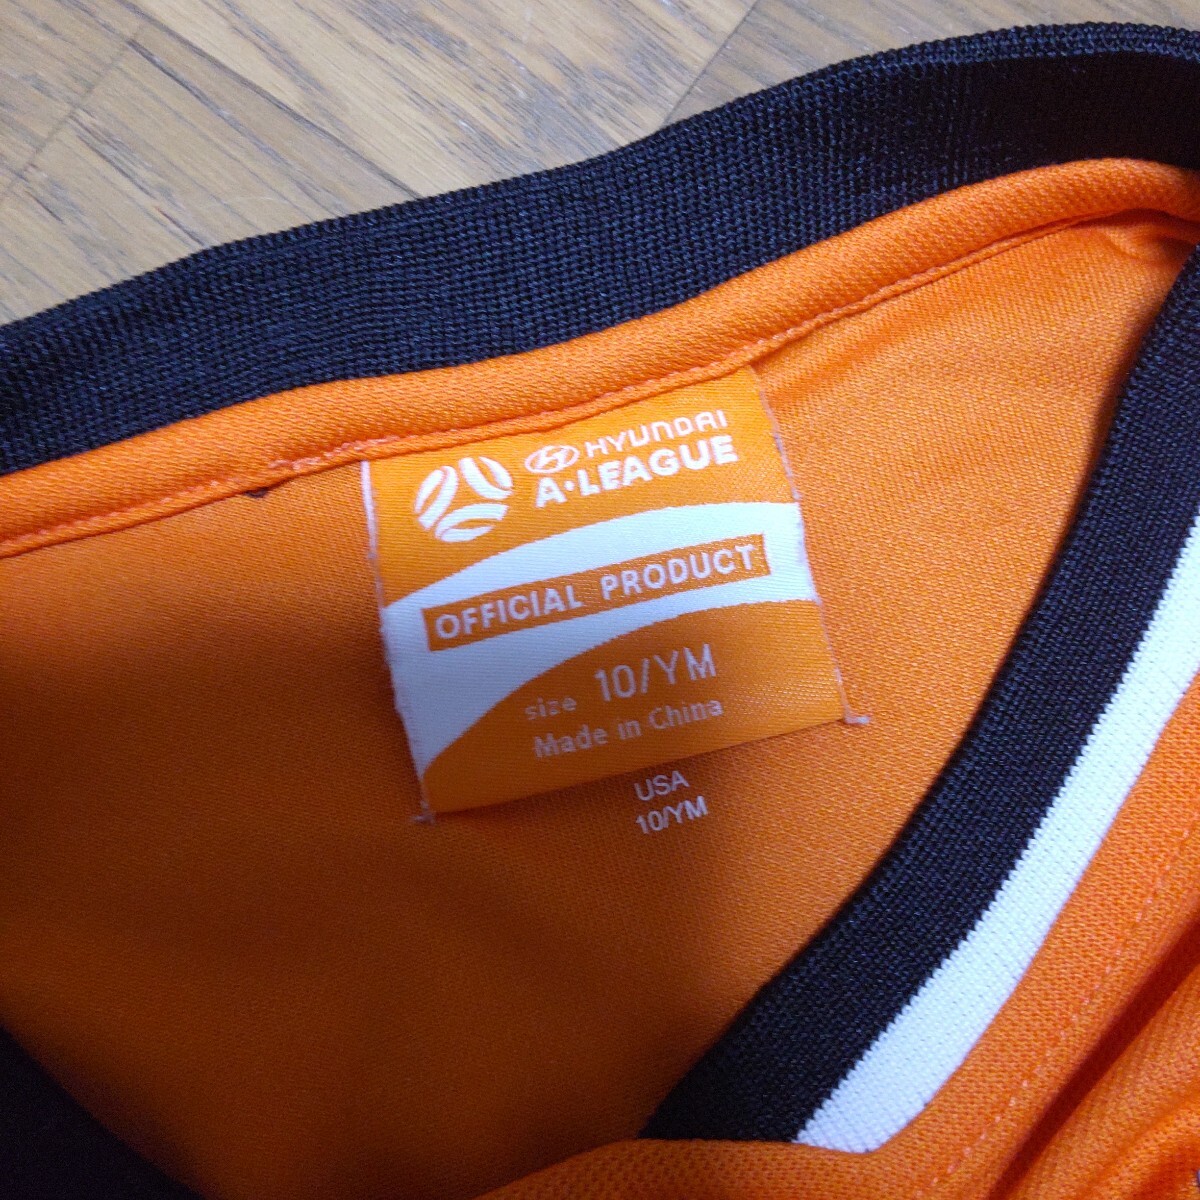 HYUNDAI
A·LEAGUE
OFFICIAL PRODUCT
size 10/YM
Made in China
USA
10/YM